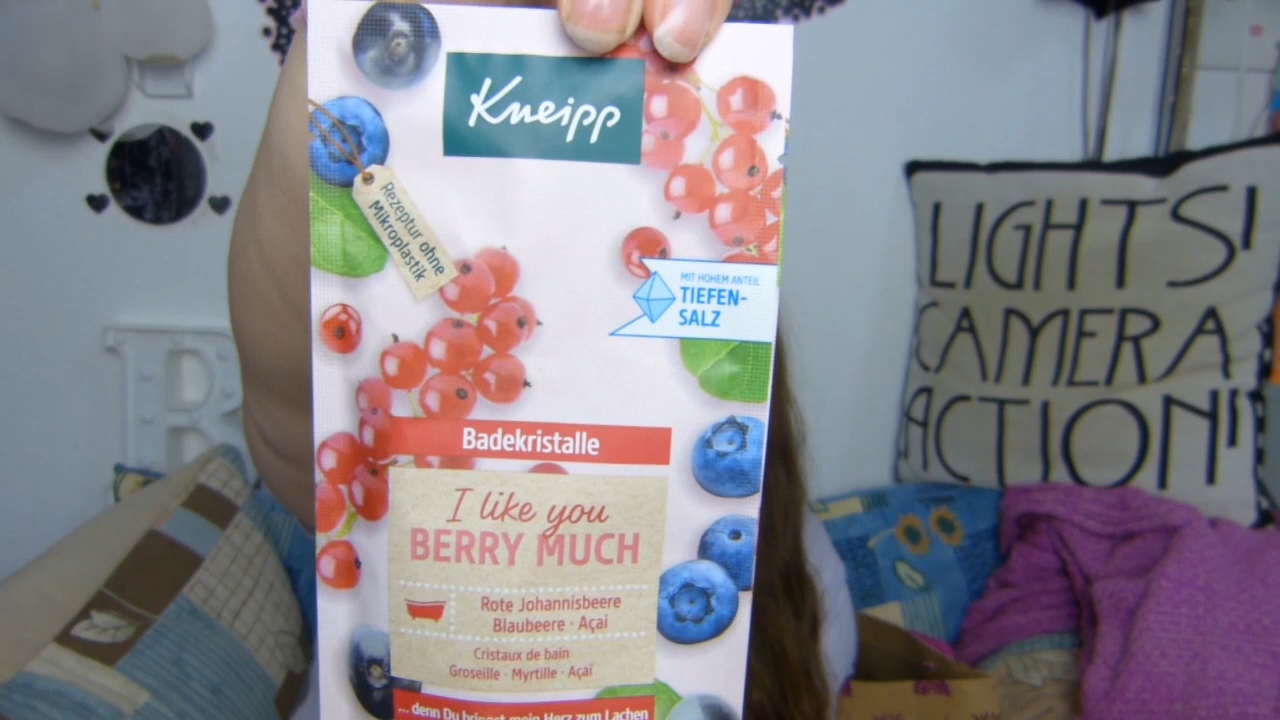 Kneipp
Rezeptur ohne
Mikroplastik
MIT HOHEM ANTEIL
TIEFEN-
SALZ
Badekristalle
I like you
BERRY MUCH
Rote Johannisbeere
Blaubeere · Açai
Cristaux de bain
Groseille · Myrtille · Açaï
... denn Du bringst mein Herz zum Lachen
LIGHTS!
CAMERA
ACTION!
R